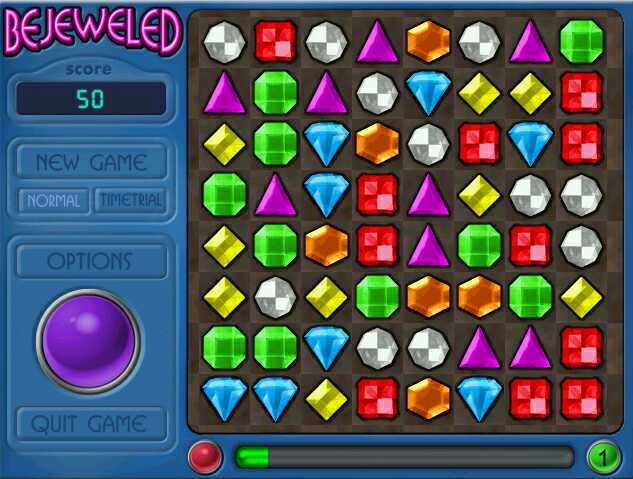 BEJEWELED
score
50
NEW GAME
NORMAL TIMETRIAL
OPTIONS
QUIT GAME
1